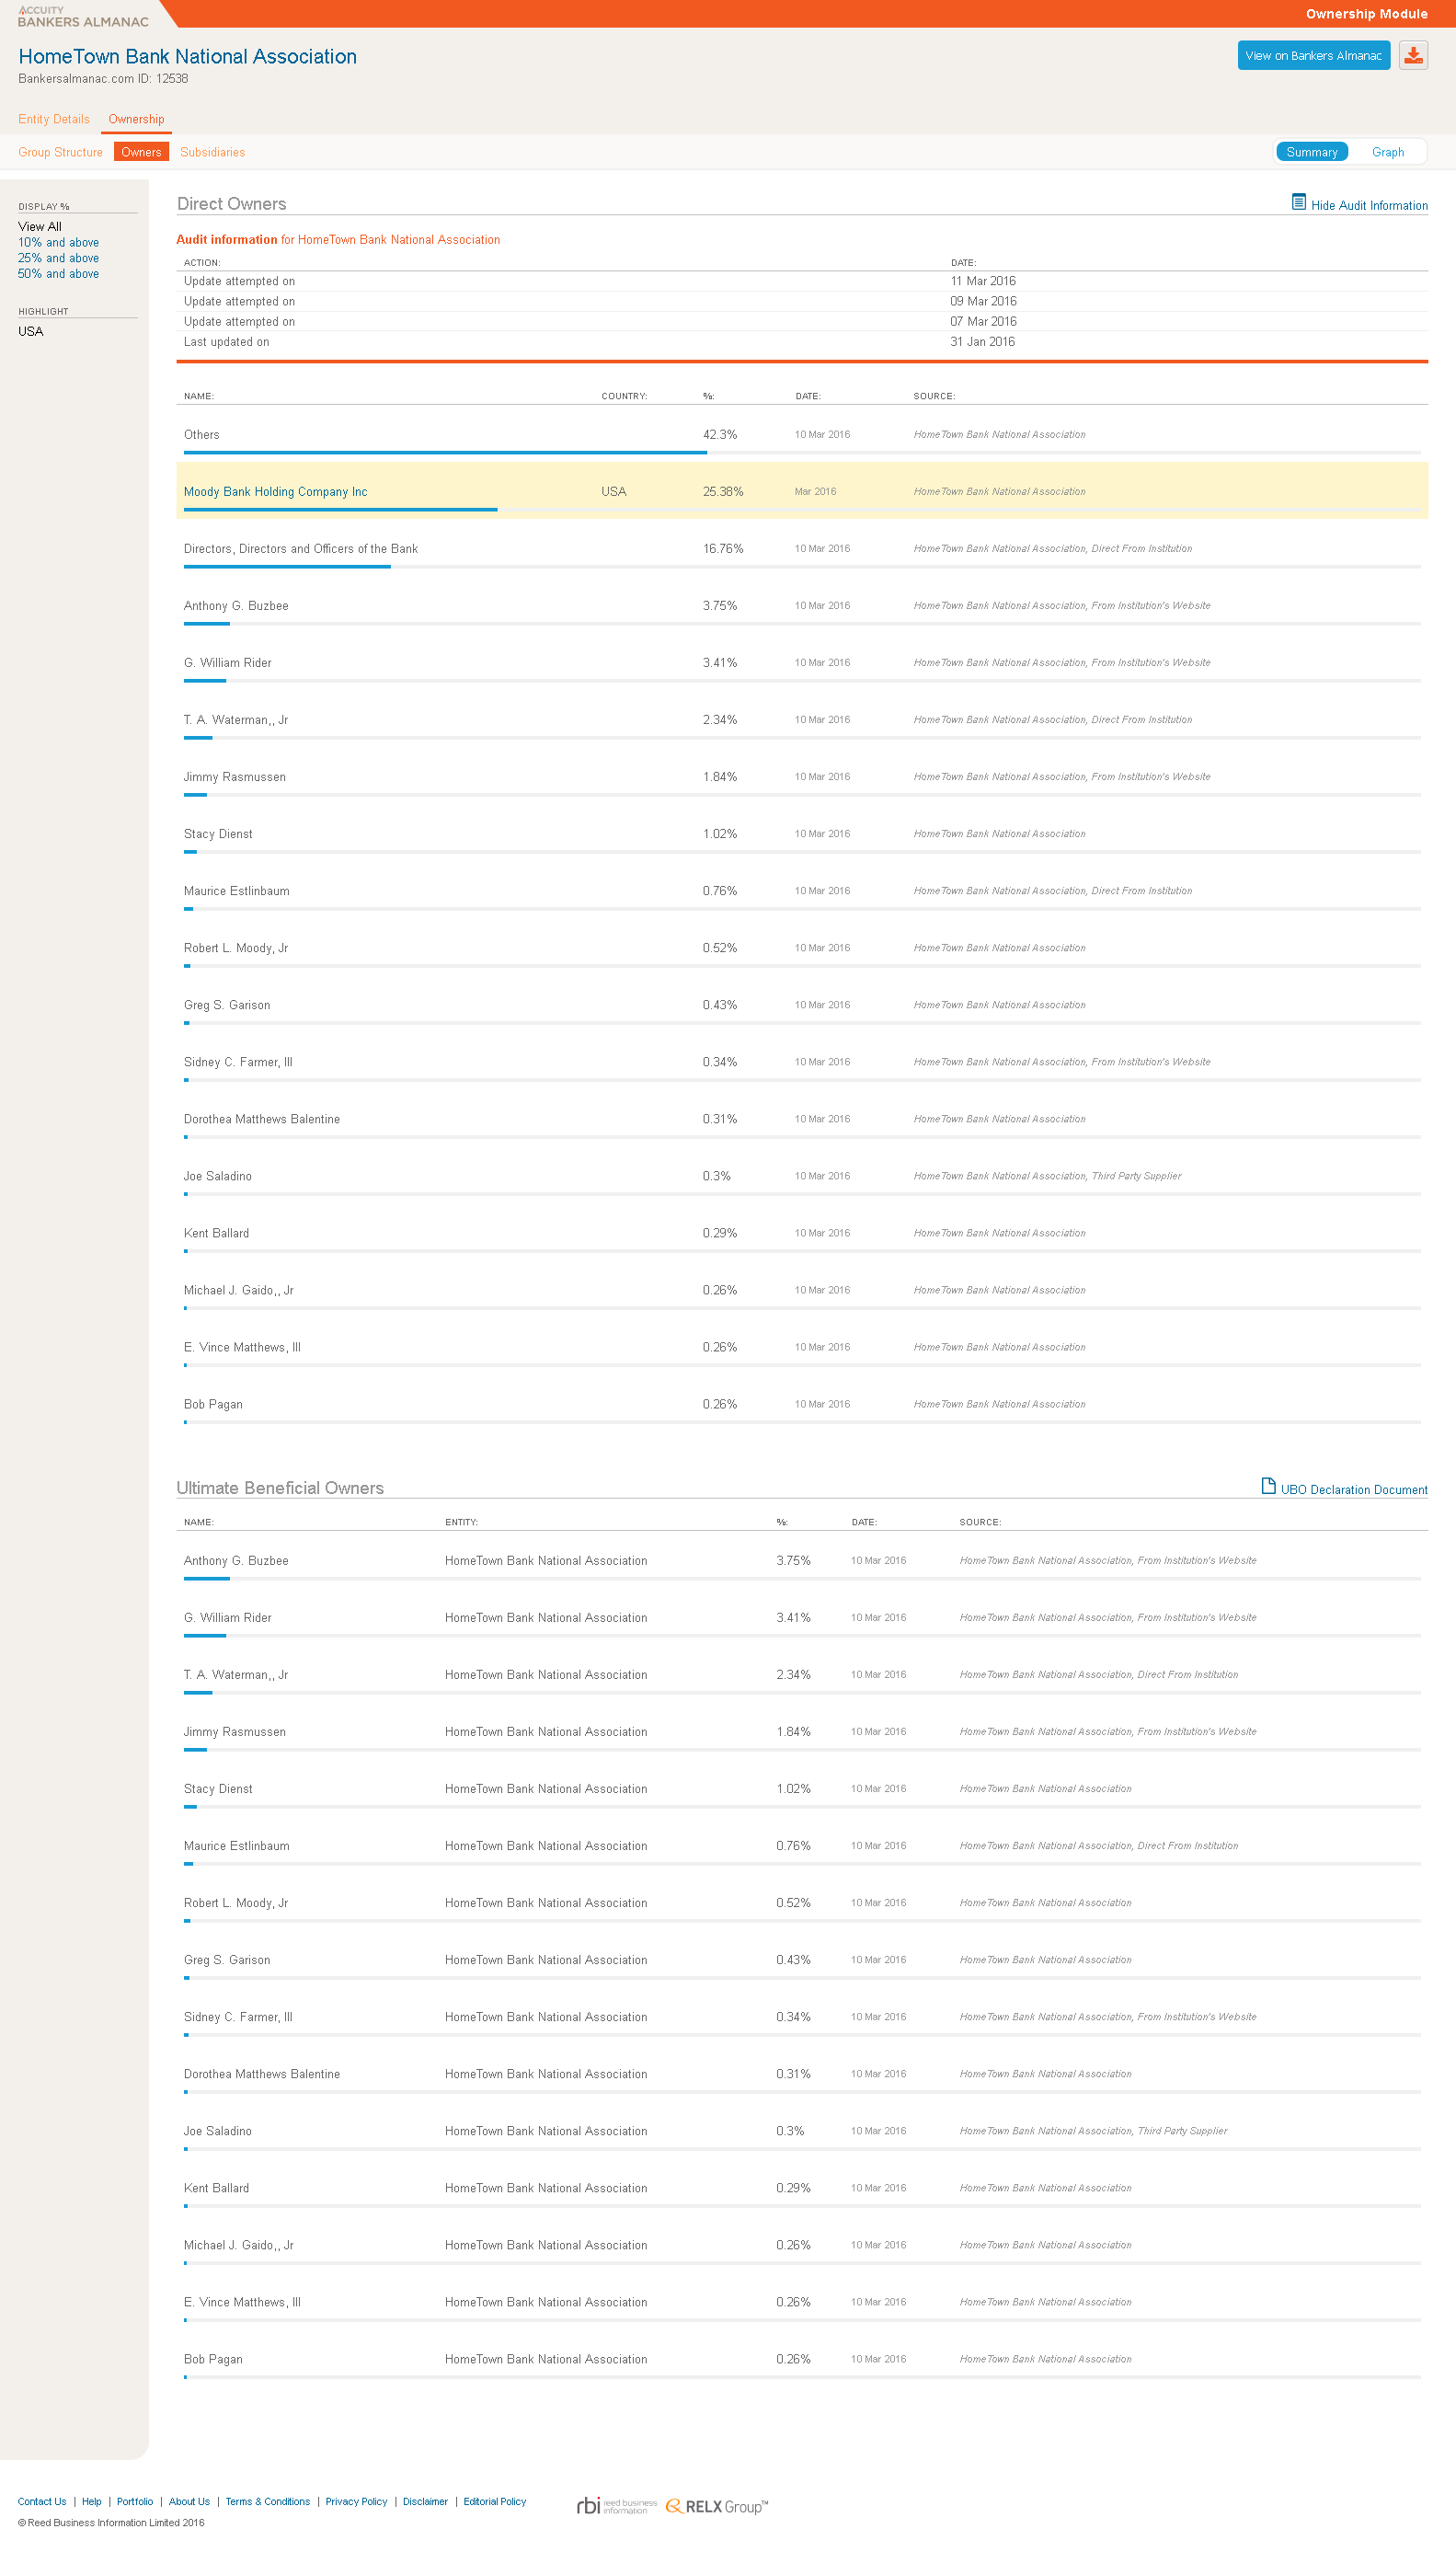 ACCUITY
BANKERS ALMANAC
Ownership Module
HomeTown Bank National Association
Bankersalmanac.com ID: 12538
View on Bankers Almanac
Entity Details Ownership
Group Structure Owners Subsidiaries
Summary Graph
DISPLAY %
View All
10% and above
25% and above
50% and above
HIGHLIGHT
USA
Direct Owners
Hide Audit Information
Audit information for HomeTown Bank National Association
ACTION: DATE:
Update attempted on 11 Mar 2016
Update attempted on 09 Mar 2016
Update attempted on 07 Mar 2016
Last updated on 31 Jan 2016
NAME: COUNTRY: %: DATE: SOURCE:
Others 42.3% 10 Mar 2016 HomeTown Bank National Association
Moody Bank Holding Company Inc USA 25.38% Mar 2016 HomeTown Bank National Association
Directors, Directors and Officers of the Bank 16.76% 10 Mar 2016 HomeTown Bank National Association, Direct From Institution
Anthony G. Buzbee 3.75% 10 Mar 2016 HomeTown Bank National Association, From Institution's Website
G. William Rider 3.41% 10 Mar 2016 HomeTown Bank National Association, From Institution's Website
T. A. Waterman,, Jr 2.34% 10 Mar 2016 HomeTown Bank National Association, Direct From Institution
Jimmy Rasmussen 1.84% 10 Mar 2016 HomeTown Bank National Association, From Institution's Website
Stacy Dienst 1.02% 10 Mar 2016 HomeTown Bank National Association
Maurice Estlinbaum 0.76% 10 Mar 2016 HomeTown Bank National Association, Direct From Institution
Robert L. Moody, Jr 0.52% 10 Mar 2016 HomeTown Bank National Association
Greg S. Garison 0.43% 10 Mar 2016 HomeTown Bank National Association
Sidney C. Farmer, III 0.34% 10 Mar 2016 HomeTown Bank National Association, From Institution's Website
Dorothea Matthews Balentine 0.31% 10 Mar 2016 HomeTown Bank National Association
Joe Saladino 0.3% 10 Mar 2016 HomeTown Bank National Association, Third Party Supplier
Kent Ballard 0.29% 10 Mar 2016 HomeTown Bank National Association
Michael J. Gaido,, Jr 0.26% 10 Mar 2016 HomeTown Bank National Association
E. Vince Matthews, III 0.26% 10 Mar 2016 HomeTown Bank National Association
Bob Pagan 0.26% 10 Mar 2016 HomeTown Bank National Association
Ultimate Beneficial Owners
UBO Declaration Document
NAME: ENTITY: %: DATE: SOURCE:
Anthony G. Buzbee HomeTown Bank National Association 3.75% 10 Mar 2016 HomeTown Bank National Association, From Institution's Website
G. William Rider HomeTown Bank National Association 3.41% 10 Mar 2016 HomeTown Bank National Association, From Institution's Website
T. A. Waterman,, Jr HomeTown Bank National Association 2.34% 10 Mar 2016 HomeTown Bank National Association, Direct From Institution
Jimmy Rasmussen HomeTown Bank National Association 1.84% 10 Mar 2016 HomeTown Bank National Association, From Institution's Website
Stacy Dienst HomeTown Bank National Association 1.02% 10 Mar 2016 HomeTown Bank National Association
Maurice Estlinbaum HomeTown Bank National Association 0.76% 10 Mar 2016 HomeTown Bank National Association, Direct From Institution
Robert L. Moody, Jr HomeTown Bank National Association 0.52% 10 Mar 2016 HomeTown Bank National Association
Greg S. Garison HomeTown Bank National Association 0.43% 10 Mar 2016 HomeTown Bank National Association
Sidney C. Farmer, III HomeTown Bank National Association 0.34% 10 Mar 2016 HomeTown Bank National Association, From Institution's Website
Dorothea Matthews Balentine HomeTown Bank National Association 0.31% 10 Mar 2016 HomeTown Bank National Association
Joe Saladino HomeTown Bank National Association 0.3% 10 Mar 2016 HomeTown Bank National Association, Third Party Supplier
Kent Ballard HomeTown Bank National Association 0.29% 10 Mar 2016 HomeTown Bank National Association
Michael J. Gaido,, Jr HomeTown Bank National Association 0.26% 10 Mar 2016 HomeTown Bank National Association
E. Vince Matthews, III HomeTown Bank National Association 0.26% 10 Mar 2016 HomeTown Bank National Association
Bob Pagan HomeTown Bank National Association 0.26% 10 Mar 2016 HomeTown Bank National Association
Contact Us | Help | Portfolio | About Us | Terms & Conditions | Privacy Policy | Disclaimer | Editorial Policy
rbi reed business information RELX Group™
© Reed Business Information Limited 2016